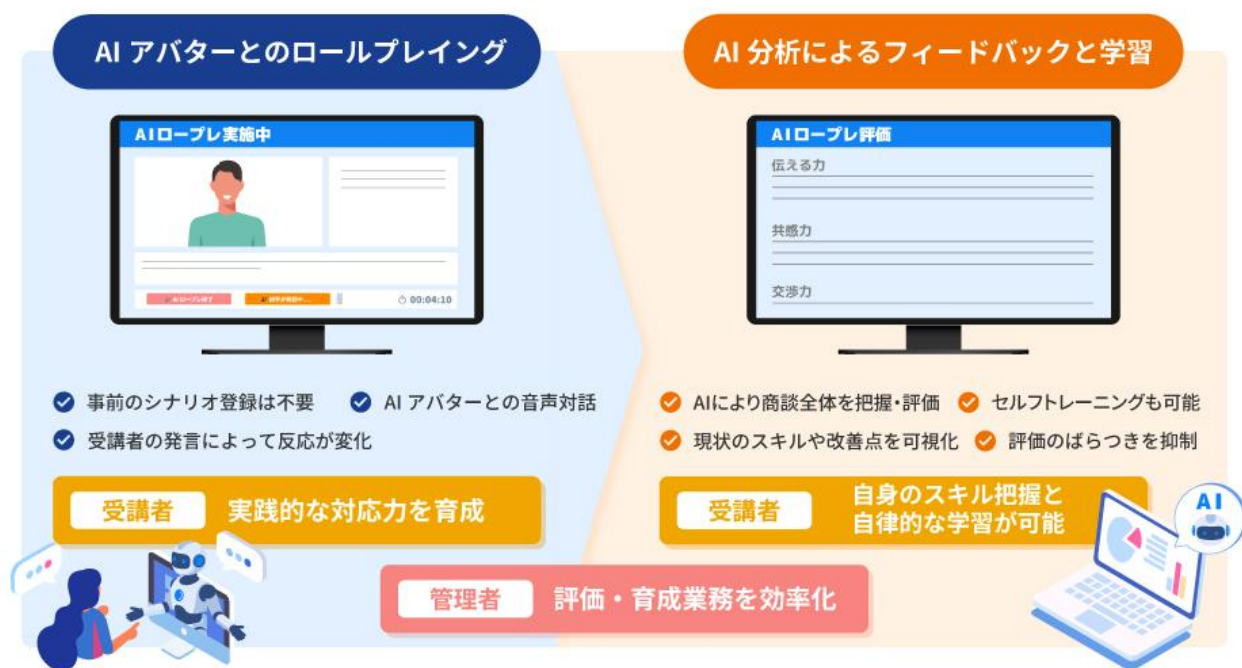 AI アバターとのロールプレイング
AIロープレ実施中
AIロープレ終了
00:04:10
事前のシナリオ登録は不要
AI アバターとの音声対話
受講者の発言によって反応が変化
受講者
実践的な対応力を育成
AI 分析によるフィードバックと学習
AIロープレ評価
伝える力
共感力
交渉力
AIにより商談全体を把握・評価
セルフトレーニングも可能
現状のスキルや改善点を可視化
評価のばらつきを抑制
受講者
自身のスキル把握と
自律的な学習が可能
AI
管理者
評価・育成業務を効率化